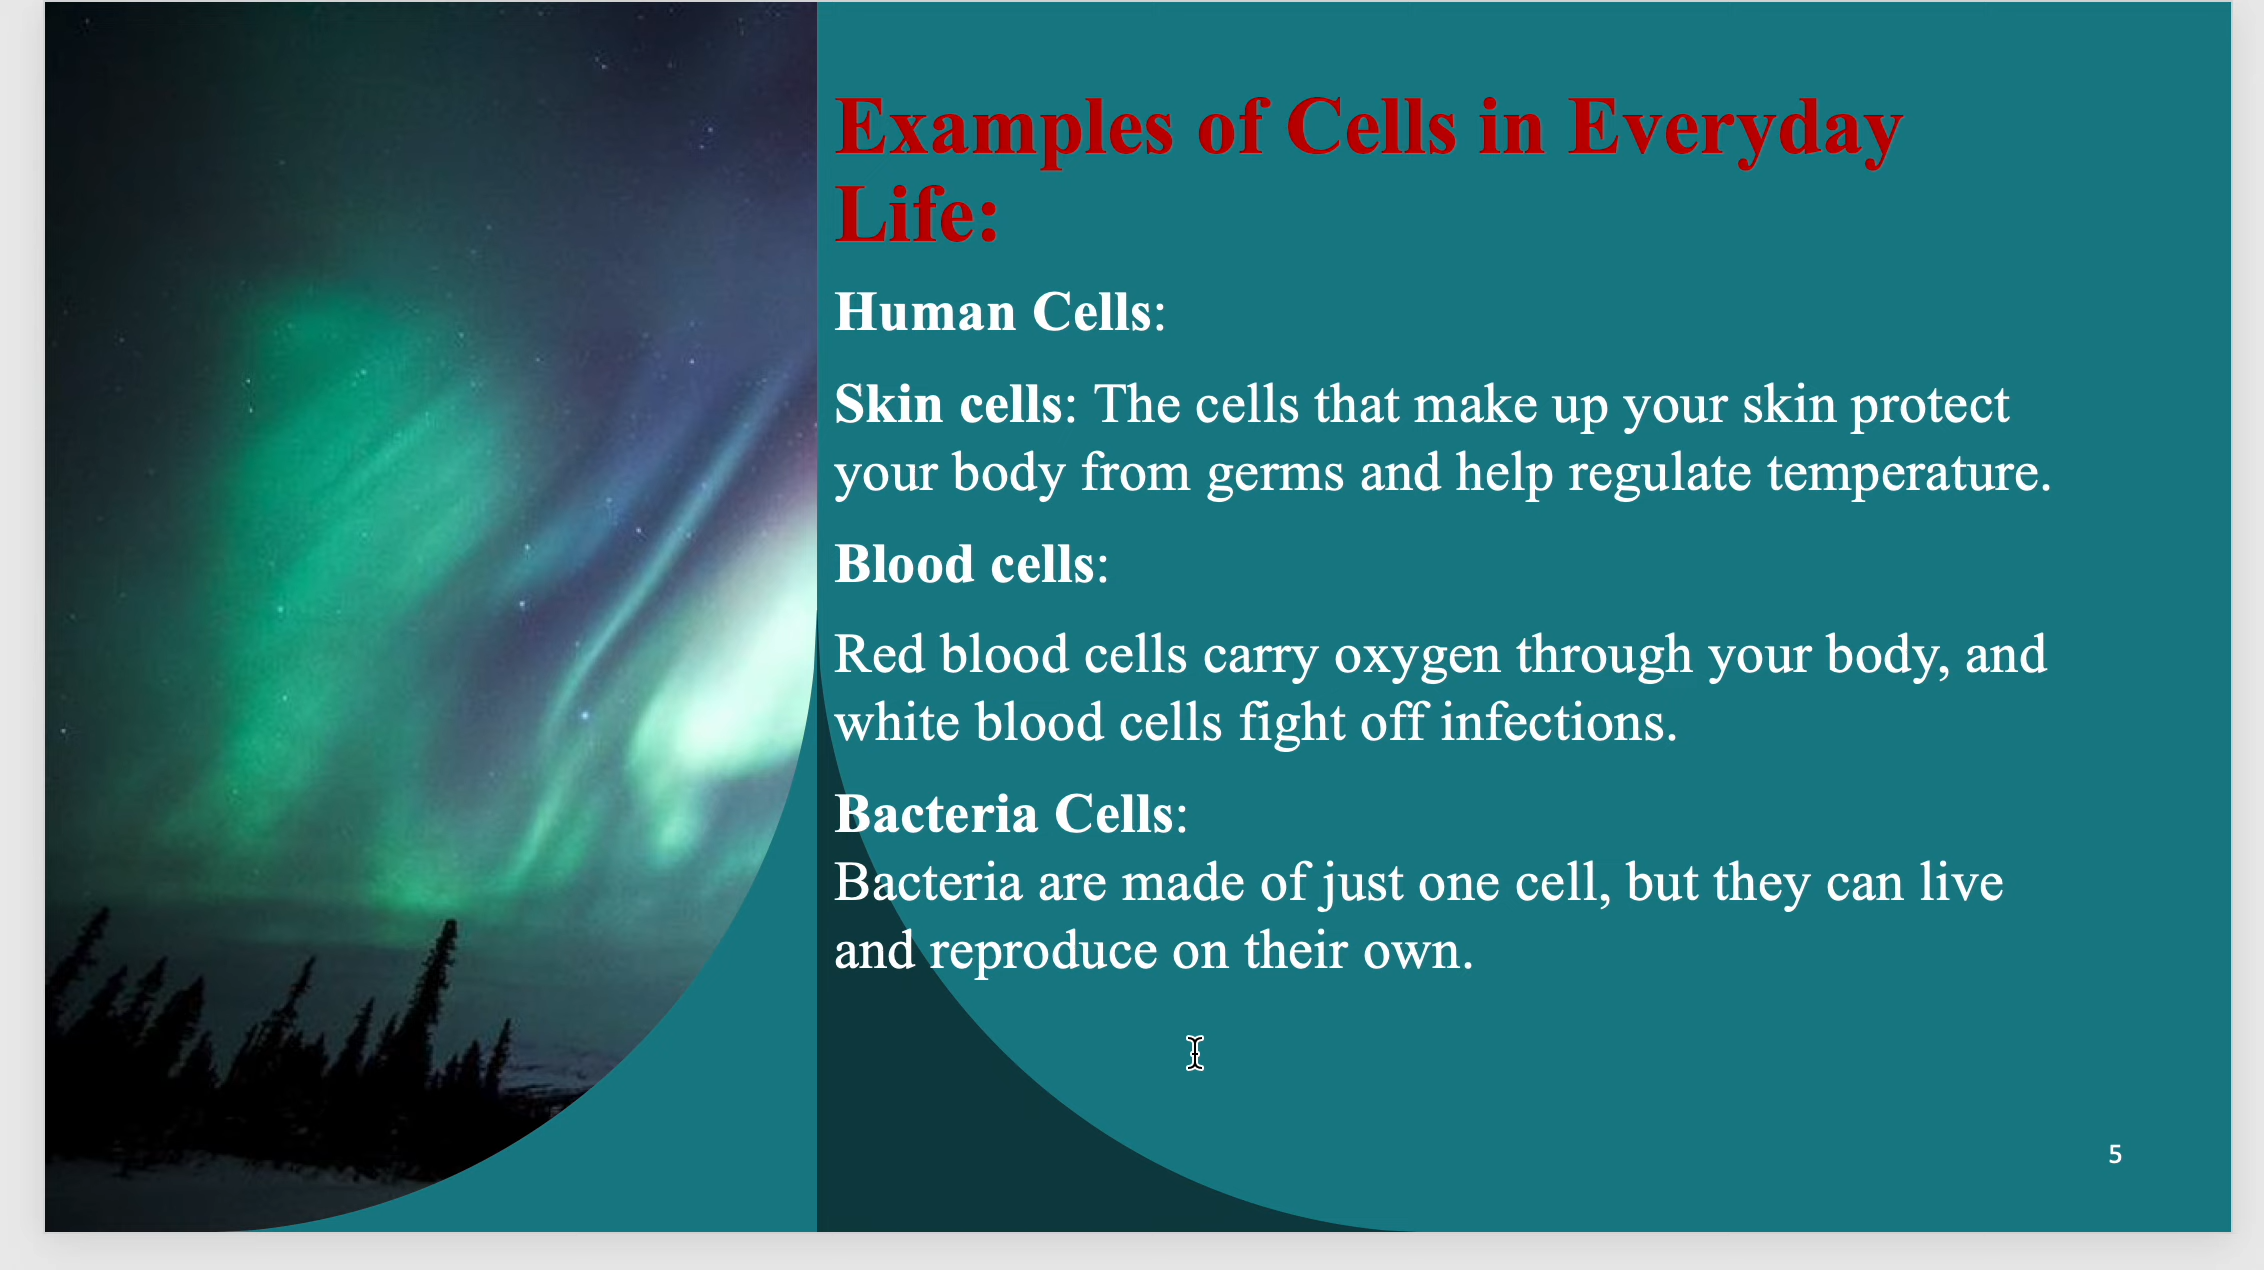 Examples of Cells in Everyday
Life:
Human Cells:
Skin cells: The cells that make up your skin protect
your body from germs and help regulate temperature.
Blood cells:
Red blood cells carry oxygen through your body, and
white blood cells fight off infections.
Bacteria Cells:
Bacteria are made of just one cell, but they can live
and reproduce on their own.
5